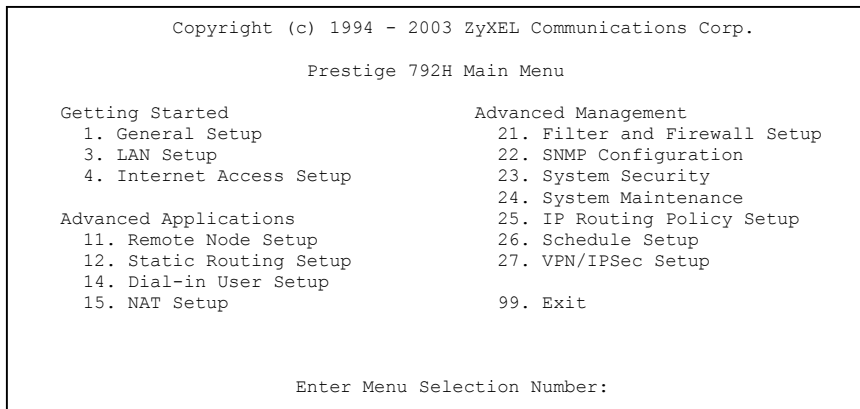 Copyright (c) 1994 - 2003 ZyXEL Communications Corp.
Prestige 792H Main Menu
Getting Started
1. General Setup
3. LAN Setup
4. Internet Access Setup
Advanced Applications
11. Remote Node Setup
12. Static Routing Setup
14. Dial-in User Setup
15. NAT Setup
Advanced Management
21. Filter and Firewall Setup
22. SNMP Configuration
23. System Security
24. System Maintenance
25. IP Routing Policy Setup
26. Schedule Setup
27. VPN/IPSec Setup
99. Exit
Enter Menu Selection Number: